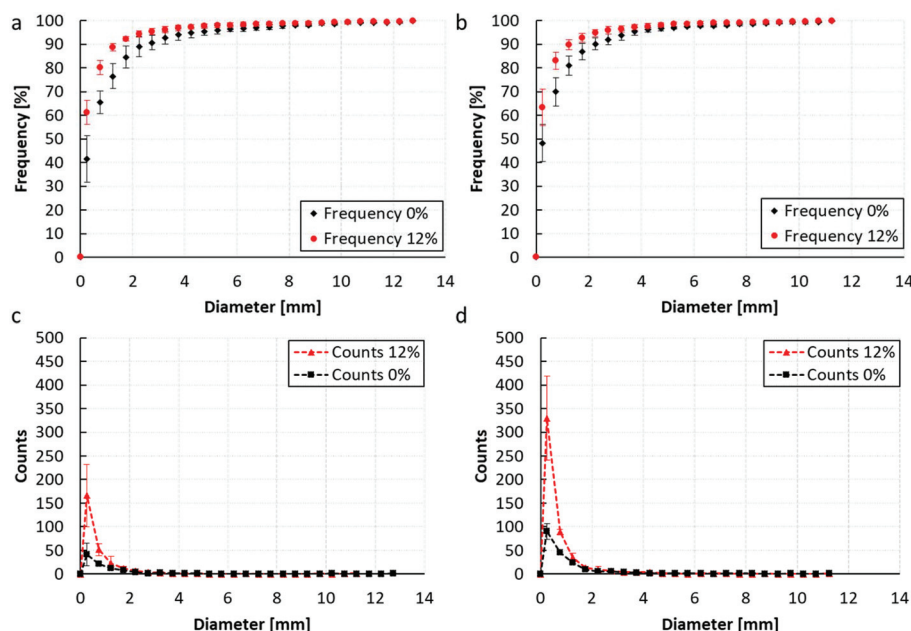 a
100
90
80
70
60
50
40
30
20
10
0
Frequency [%]
Frequency 0%
Frequency 12%
0 2 4 6 8 10 12 14
Diameter [mm]
b
100
90
80
70
60
50
40
30
20
10
0
Frequency [%]
Frequency 0%
Frequency 12%
0 2 4 6 8 10 12 14
Diameter [mm]
c
500
450
400
350
300
250
200
150
100
50
0
Counts
Counts 12%
Counts 0%
0 2 4 6 8 10 12 14
Diameter [mm]
d
500
450
400
350
300
250
200
150
100
50
0
Counts
Counts 12%
Counts 0%
0 2 4 6 8 10 12 14
Diameter [mm]